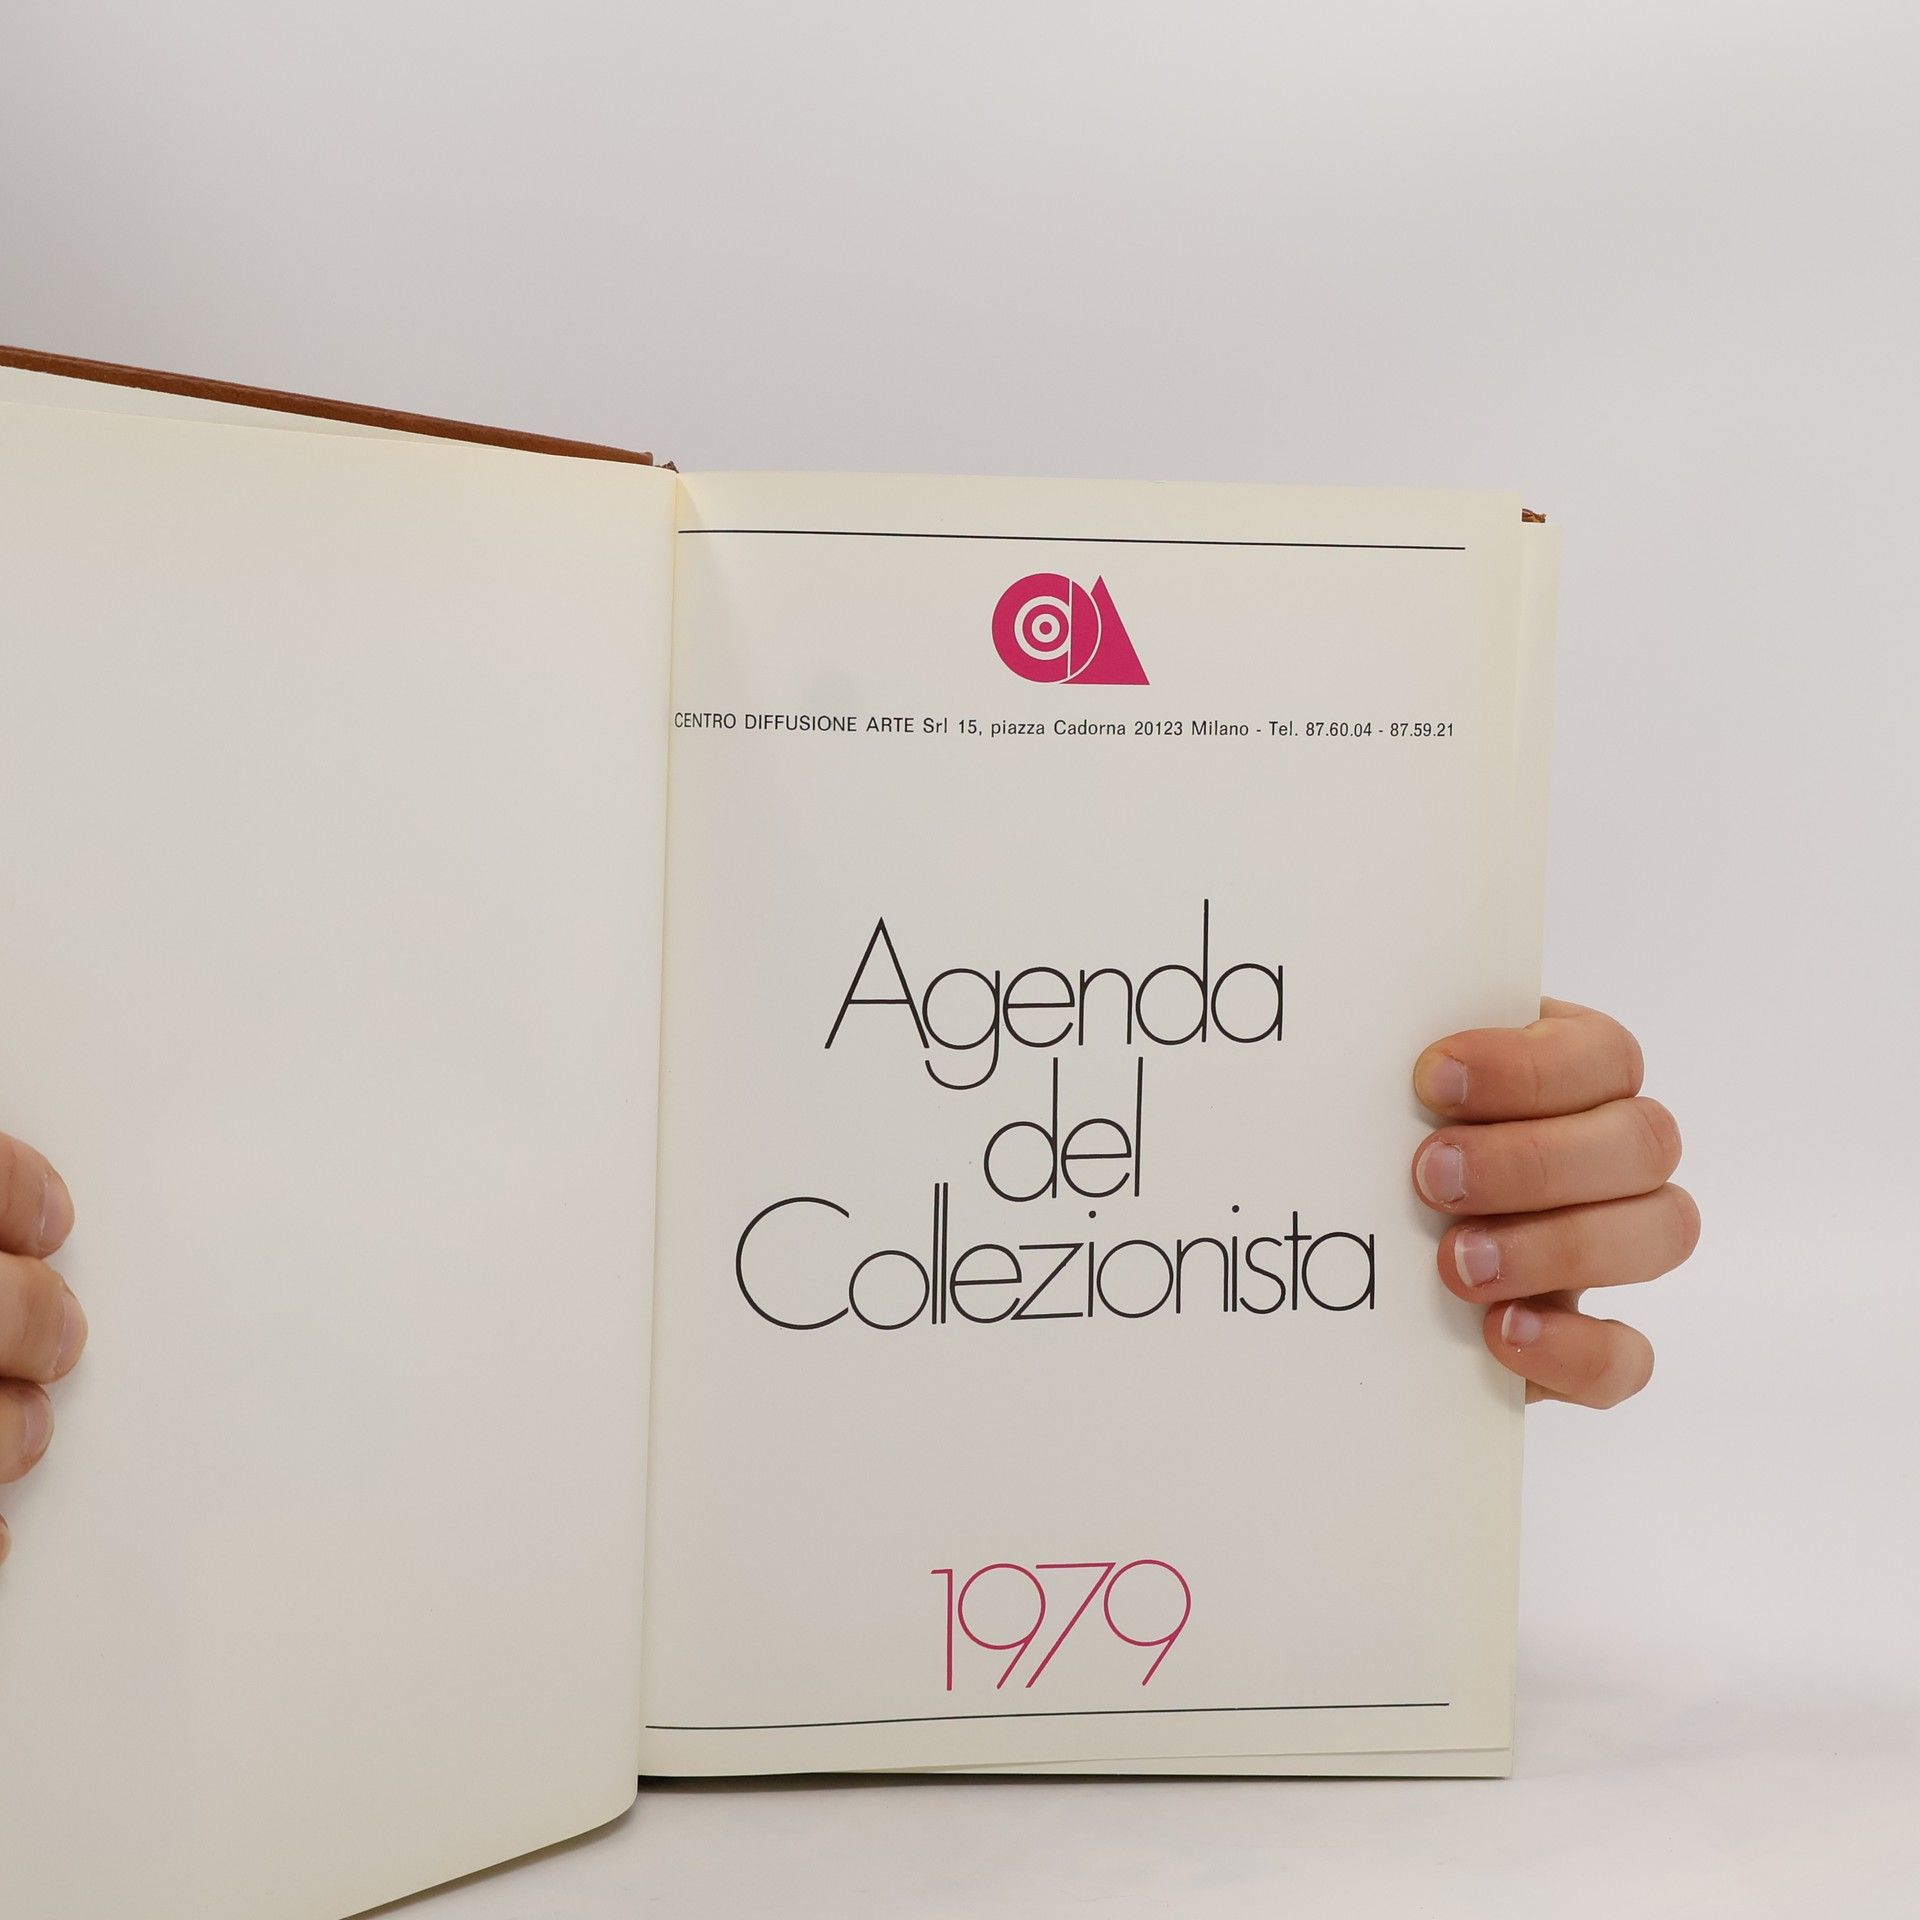 CDA
CENTRO DIFFUSIONE ARTE Srl 15, piazza Cadorna 20123 Milano - Tel. 87.60.04 - 87.59.21
Agenda
del
Collezionista
1979